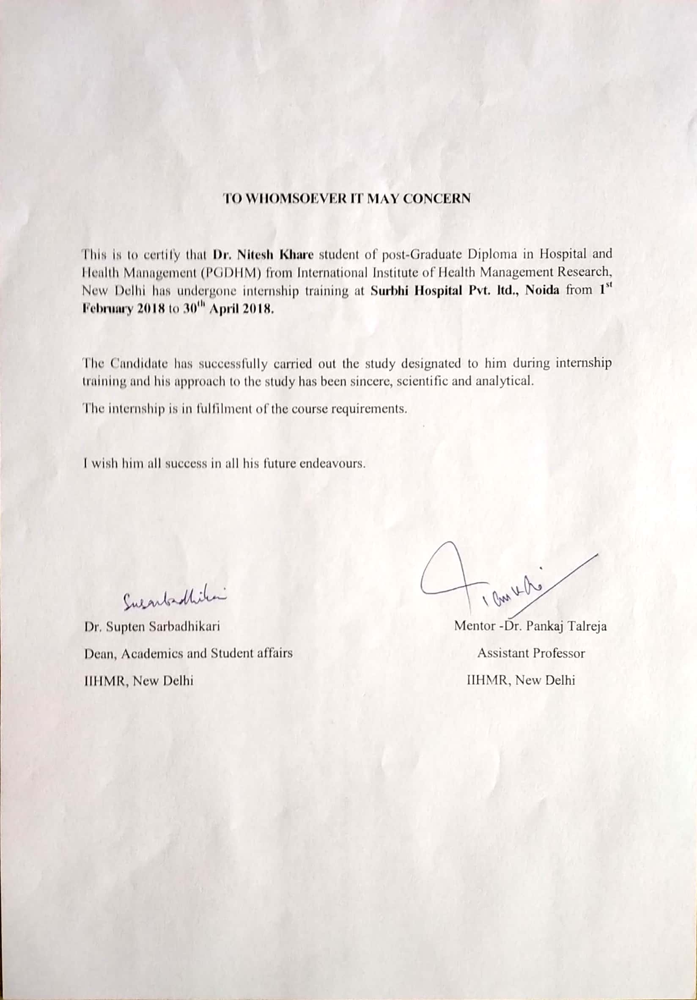 TO WHOMSOEVER IT MAY CONCERN
This is to certify that Dr. Nitesh Khare student of post-Graduate Diploma in Hospital and
Health Management (PGDHM) from International Institute of Health Management Research,
New Delhi has undergone internship training at Surbhi Hospital Pvt. ltd., Noida from 1st
February 2018 to 30th April 2018.
The Candidate has successfully carried out the study designated to him during internship
training and his approach to the study has been sincere, scientific and analytical.
The internship is in fulfilment of the course requirements.
I wish him all success in all his future endeavours.
Susarbadhikari
Dr. Supten Sarbadhikari
Dean, Academics and Student affairs
IIHMR, New Delhi
Mentor -Dr. Pankaj Talreja
Assistant Professor
IIHMR, New Delhi